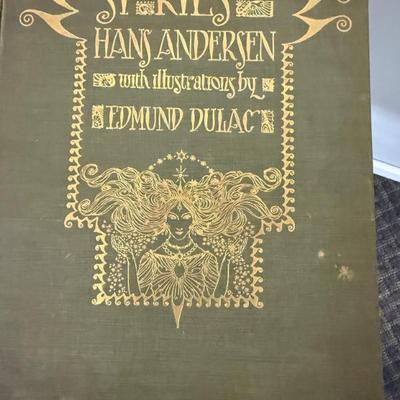 STORIES
HANS ANDERSEN
with illustrations by
EDMUND DULAC